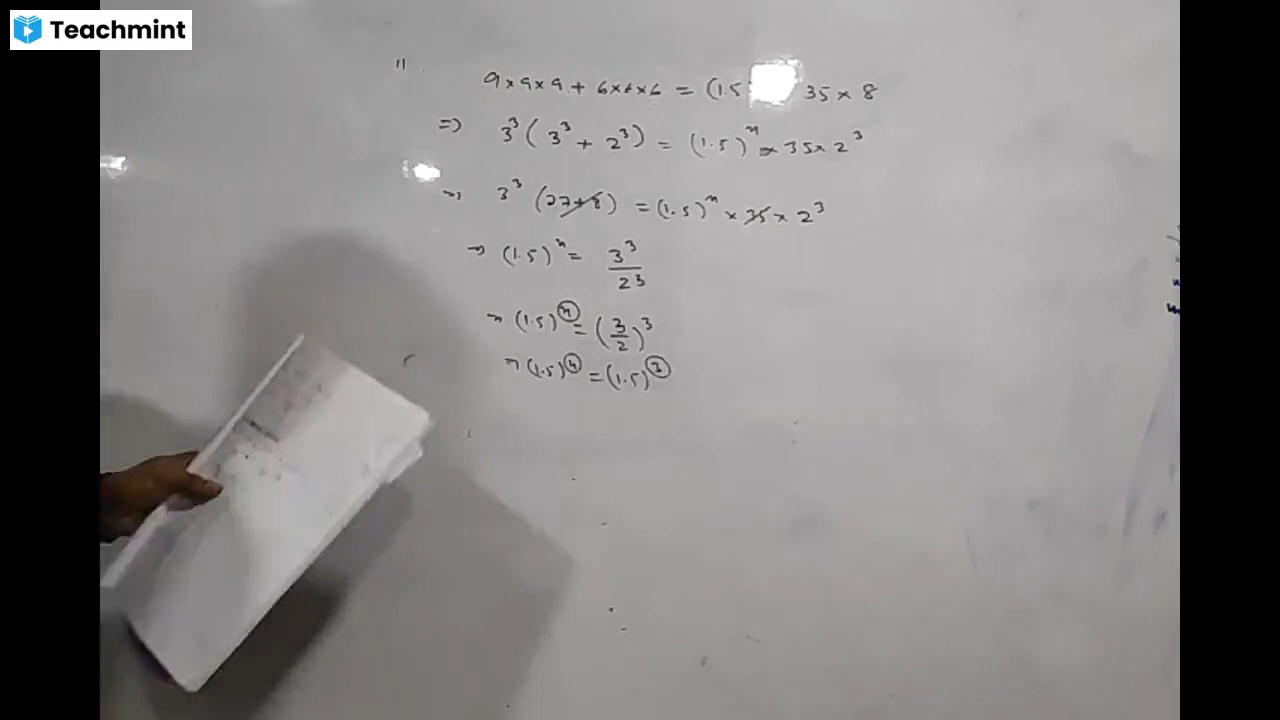 Teachmint
11.
9×9×9 + 6×6×6 = (1.5 35 × 8
=> 3³ (3³ + 2³) = (1.5)ⁿ × 35 × 2³
=> 3³ (27+8) = (1.5)ⁿ × 35 × 2³
=> (1.5)ⁿ = 3³/2³
=> (1.5)ⁿ = (3/2)³
=> (1.5)ⁿ = (1.5)³